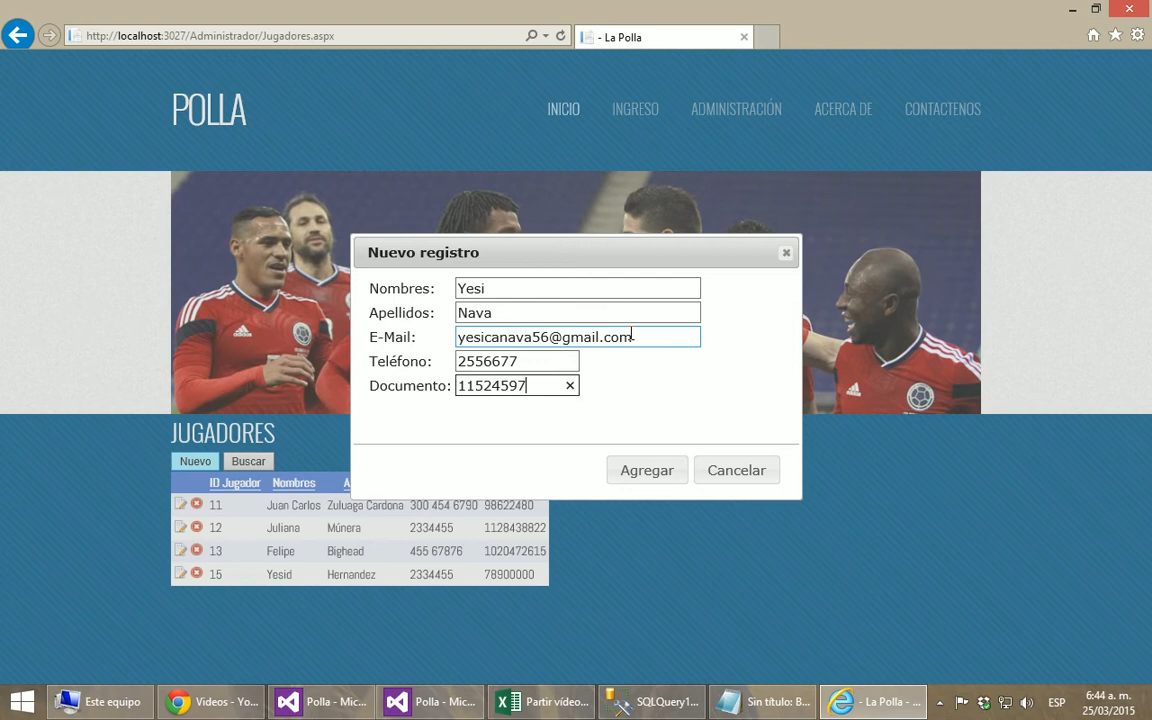 http://localhost:3027/Administrador/Jugadores.aspx
- La Polla
POLLA
INICIO
INGRESO
ADMINISTRACIÓN
ACERCA DE
CONTACTENOS
Nuevo registro
Nombres: Yesi
Apellidos: Nava
E-Mail: yesicanava56@gmail.com
Teléfono: 2556677
Documento: 11524597
Agregar Cancelar
JUGADORES
Nuevo Buscar
ID Jugador Nombres A
11 Juan Carlos Zuluaga Cardona 300 454 6790 98622480
12 Juliana Múnera 2334455 1128438822
13 Felipe Bighead 455 67876 1020472615
15 Yesid Hernandez 2334455 78900000
Este equipo
Videos - Yo...
Polla - Mic...
Polla - Mic...
Partir vídeo...
SQLQuery1...
Sin título: B...
- La Polla - ...
ESP
6:44 a. m.
25/03/2015